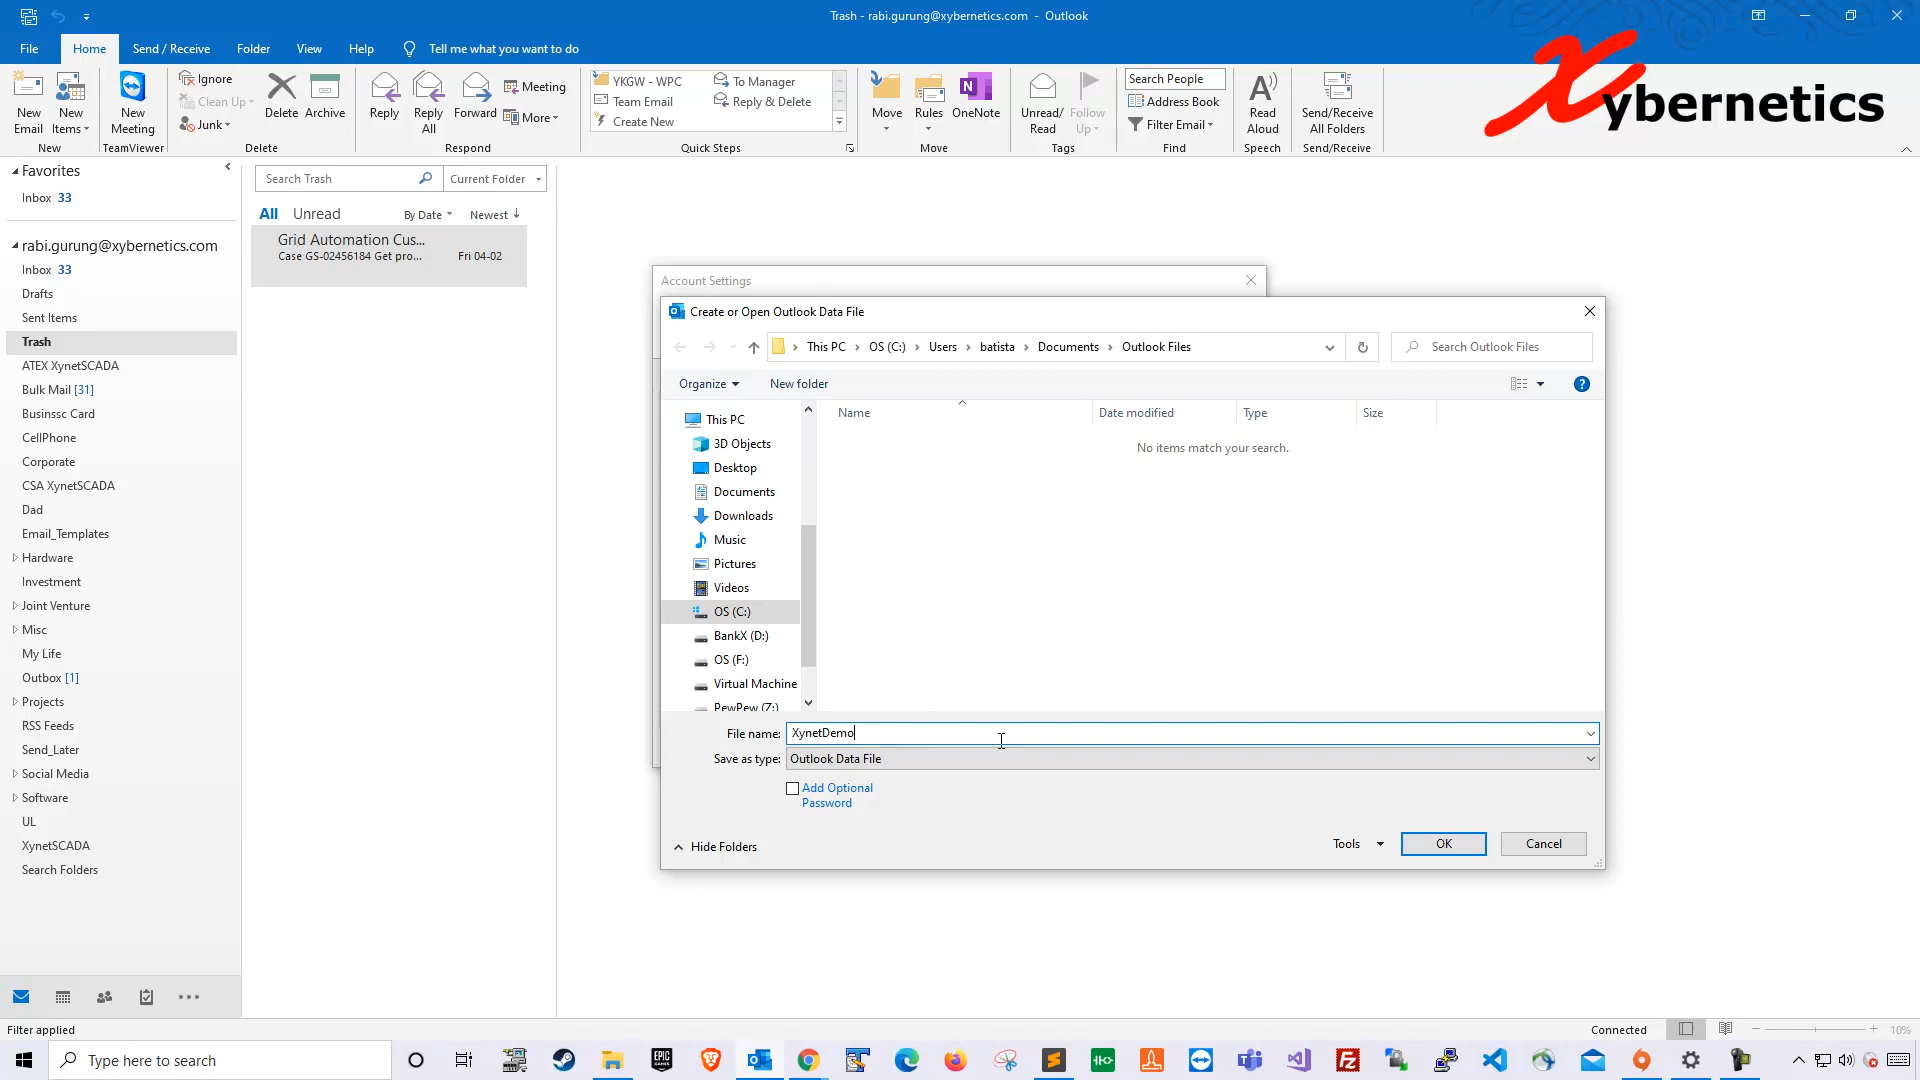 Trash - rabi.gurung@xybernetics.com - Outlook
File Home Send / Receive Folder View Help Tell me what you want to do
Xybernetics
New Email
New Items
New
New Meeting
TeamViewer
Ignore
Clean Up
Junk
Delete
Archive
Delete
Reply
Reply All
Forward
Meeting
More
Respond
YKGW - WPC
Team Email
Create New
To Manager
Reply & Delete
Quick Steps
Move
Rules
OneNote
Move
Unread/ Read
Follow Up
Tags
Search People
Address Book
Filter Email
Find
Read Aloud
Speech
Send/Receive All Folders
Send/Receive
Favorites
Inbox 33
rabi.gurung@xybernetics.com
Inbox 33
Drafts
Sent Items
Trash
ATEX XynetSCADA
Bulk Mail [31]
Businssc Card
CellPhone
Corporate
CSA XynetSCADA
Dad
Email_Templates
Hardware
Investment
Joint Venture
Misc
My Life
Outbox [1]
Projects
RSS Feeds
Send_Later
Social Media
Software
UL
XynetSCADA
Search Folders
Search Trash Current Folder
All Unread By Date Newest
Grid Automation Cus...
Case GS-02456184 Get pro... Fri 04-02
Account Settings
Create or Open Outlook Data File
This PC OS (C:) Users batista Documents Outlook Files Search Outlook Files
Organize New folder
Name Date modified Type Size
No items match your search.
This PC
3D Objects
Desktop
Documents
Downloads
Music
Pictures
Videos
OS (C:)
BankX (D:)
OS (F:)
Virtual Machine
PewPew (Z:)
File name: XynetDemo
Save as type: Outlook Data File
Add Optional
Password
Hide Folders Tools OK Cancel
Filter applied Connected 10%
Type here to search